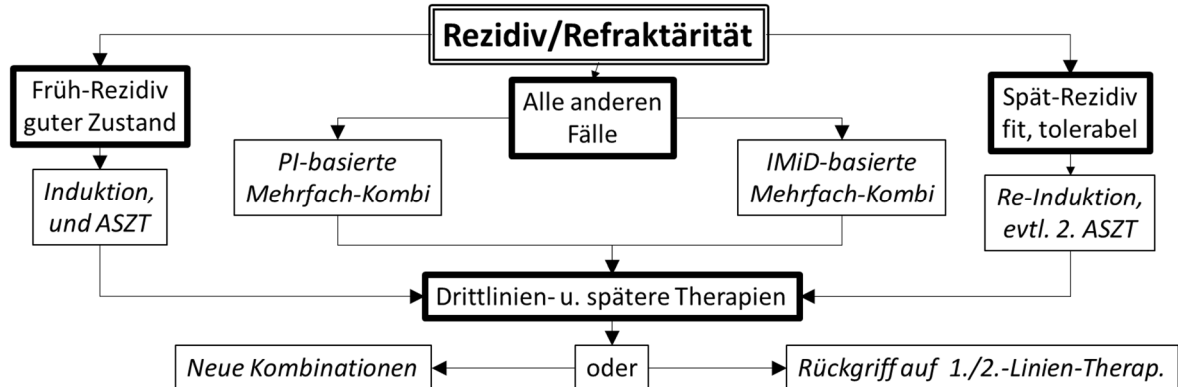 Rezidiv/Refraktärität
Früh-Rezidiv
guter Zustand
Alle anderen
Fälle
Spät-Rezidiv
fit, tolerabel
PI-basierte
Mehrfach-Kombi
IMiD-basierte
Mehrfach-Kombi
Induktion,
und ASZT
Re-Induktion,
evtl. 2. ASZT
Drittlinien- u. spätere Therapien
Neue Kombinationen
oder
Rückgriff auf 1./2.-Linien-Therap.